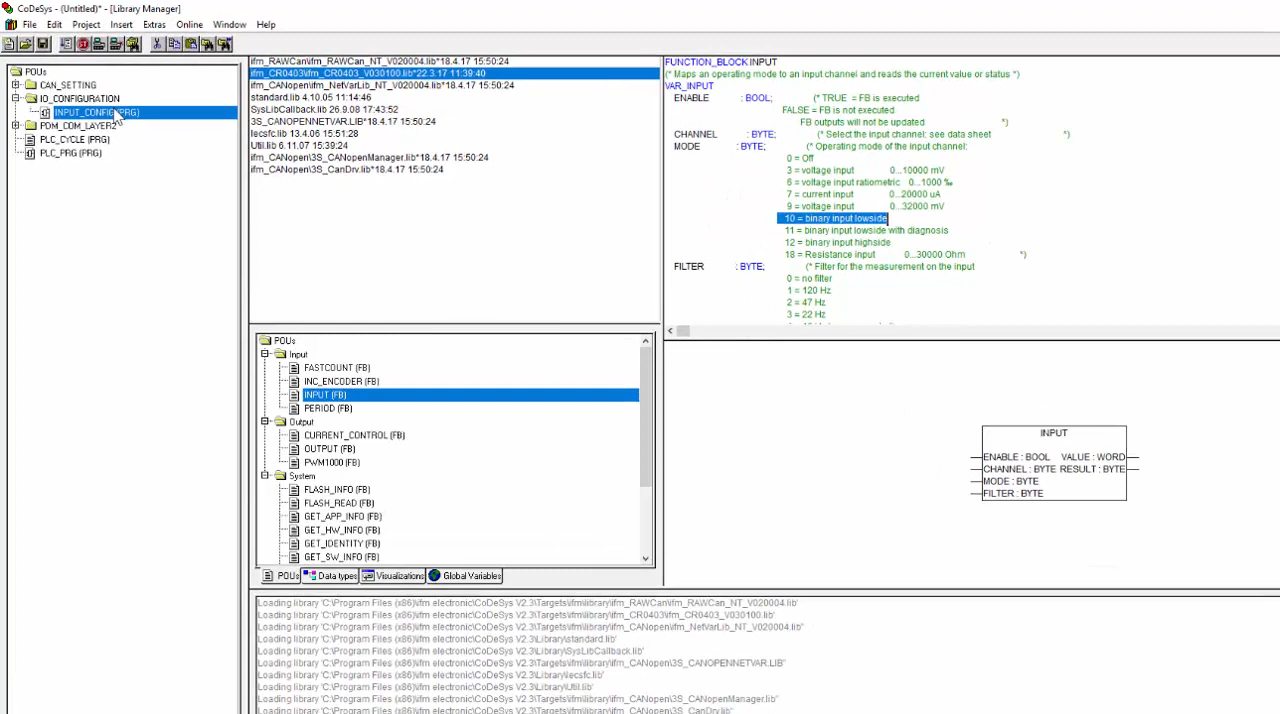 CoDeSys - (Untitled)* - [Library Manager]
File Edit Project Insert Extras Online Window Help
POUs
CAN_SETTING
IO_CONFIGURATION
INPUT_CONFIG (PRG)
PDM_COM_LAYER2
PLC_CYCLE (PRG)
PLC_PRG (PRG)
ifm_RAWCan\ifm_RawCan_NT_V020004.lib*18.4.17 15:50:24
ifm_CR0403\ifm_CR0403_V030100.lib*22.3.17 11:39:40
ifm_CANopen\ifm_NetVarLib_NT_V020004.lib*18.4.17 15:50:24
standard.lib 4.10.05 11:14:46
SysLibCallback.lib 26.9.08 17:43:52
3S_CANOPENNETVAR.LIB*18.4.17 15:50:24
Iecsfc.lib 13.4.06 15:51:28
Util.lib 6.11.07 15:39:24
ifm_CANopen\3S_CANopenManager.lib*18.4.17 15:50:24
ifm_CANopen\3S_CanDrv.lib*18.4.17 15:50:24
FUNCTION_BLOCK INPUT
(* Maps an operating mode to an input channel and reads the current value or status *)
VAR_INPUT
ENABLE : BOOL; (* TRUE = FB is executed
FALSE = FB is not executed
FB outputs will not be updated *)
CHANNEL : BYTE; (* Select the input channel: see data sheet *)
MODE : BYTE; (* Operating mode of the input channel:
0 = Off
3 = voltage input 0...10000 mV
6 = voltage input ratiometric 0...1000 ‰
7 = current input 0...20000 uA
9 = voltage input 0...32000 mV
10 = binary input lowside
11 = binary input lowside with diagnosis
12 = binary input highside
18 = Resistance input 0...30000 Ohm *)
FILTER : BYTE; (* Filter for the measurement on the input
0 = no filter
1 = 120 Hz
2 = 47 Hz
3 = 22 Hz
POUs
Input
FASTCOUNT (FB)
INC_ENCODER (FB)
INPUT (FB)
PERIOD (FB)
Output
CURRENT_CONTROL (FB)
OUTPUT (FB)
PWM1000 (FB)
System
FLASH_INFO (FB)
FLASH_READ (FB)
GET_APP_INFO (FB)
GET_HW_INFO (FB)
GET_IDENTITY (FB)
GET_SW_INFO (FB)
POUs Data types Visualizations Global Variables
INPUT
ENABLE : BOOL VALUE : WORD
CHANNEL : BYTE RESULT : BYTE
MODE : BYTE
FILTER : BYTE
Loading library 'C:\Program Files (x86)\ifm electronic\CoDeSys V2.3\Targets\ifm\library\ifm_RAWCan\ifm_RawCan_NT_V020004.lib'
Loading library 'C:\Program Files (x86)\ifm electronic\CoDeSys V2.3\Targets\ifm\library\ifm_CR0403\ifm_CR0403_V030100.lib'
Loading library 'C:\Program Files (x86)\ifm electronic\CoDeSys V2.3\Targets\ifm\library\ifm_CANopen\ifm_NetVarLib_NT_V020004.lib'
Loading library 'C:\Program Files (x86)\ifm electronic\CoDeSys V2.3\Library\standard.lib'
Loading library 'C:\Program Files (x86)\ifm electronic\CoDeSys V2.3\Library\SysLibCallback.lib'
Loading library 'C:\Program Files (x86)\ifm electronic\CoDeSys V2.3\Targets\ifm\library\ifm_CANopen\3S_CANOPENNETVAR.LIB'
Loading library 'C:\Program Files (x86)\ifm electronic\CoDeSys V2.3\Library\Iecsfc.lib'
Loading library 'C:\Program Files (x86)\ifm electronic\CoDeSys V2.3\Library\Util.lib'
Loading library 'C:\Program Files (x86)\ifm electronic\CoDeSys V2.3\Targets\ifm\library\ifm_CANopen\3S_CANopenManager.lib'
Loading library 'C:\Program Files (x86)\ifm electronic\CoDeSys V2.3\Targets\ifm\library\ifm_CANopen\3S_CanDrv.lib'